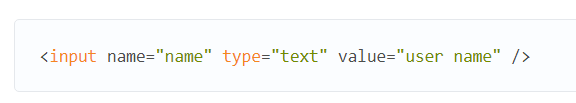 <input name="name" type="text" value="user name" />